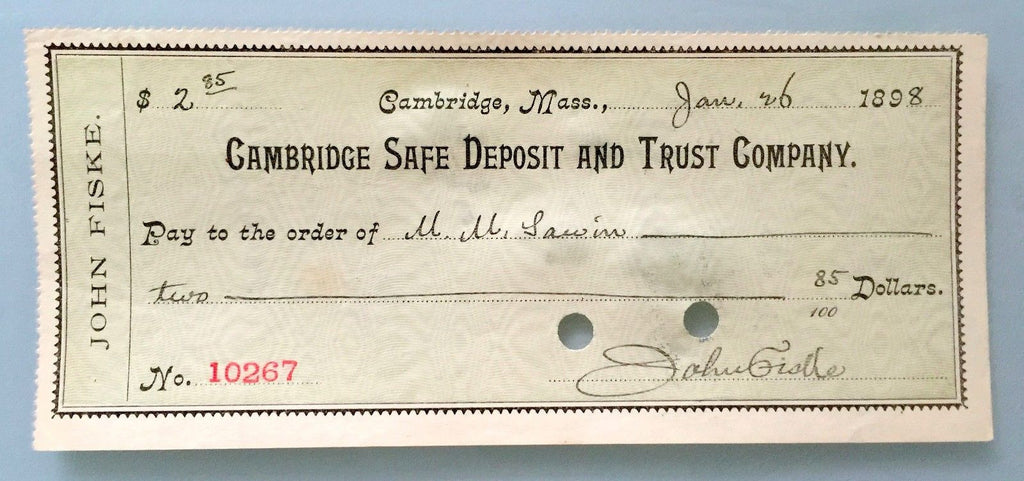 JOHN FISKE.
$ 2 85
Cambridge, Mass., Jan. 26 1898
CAMBRIDGE SAFE DEPOSIT AND TRUST COMPANY.
Pay to the order of M. M. Sawin
two 85/100 Dollars.
No. 10267
John Fiske